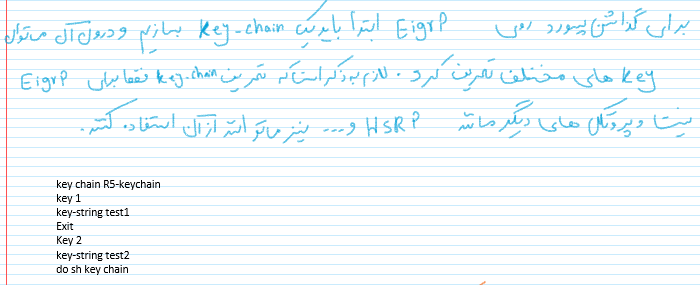 برای گذاشتن پسورد روی EigrP ابتدا باید یک Key-chain بسازیم و درون آن میتوان
Key های مختلف تعریف کرد. لازم به ذکر است که تعریف Key-chain فقط برای EigrP
نیست و پروتکل های دیگر مانند HSRP و... نیز میتوانند از آن استفاده کنند.
key chain R5-keychain
key 1
key-string test1
Exit
Key 2
key-string test2
do sh key chain